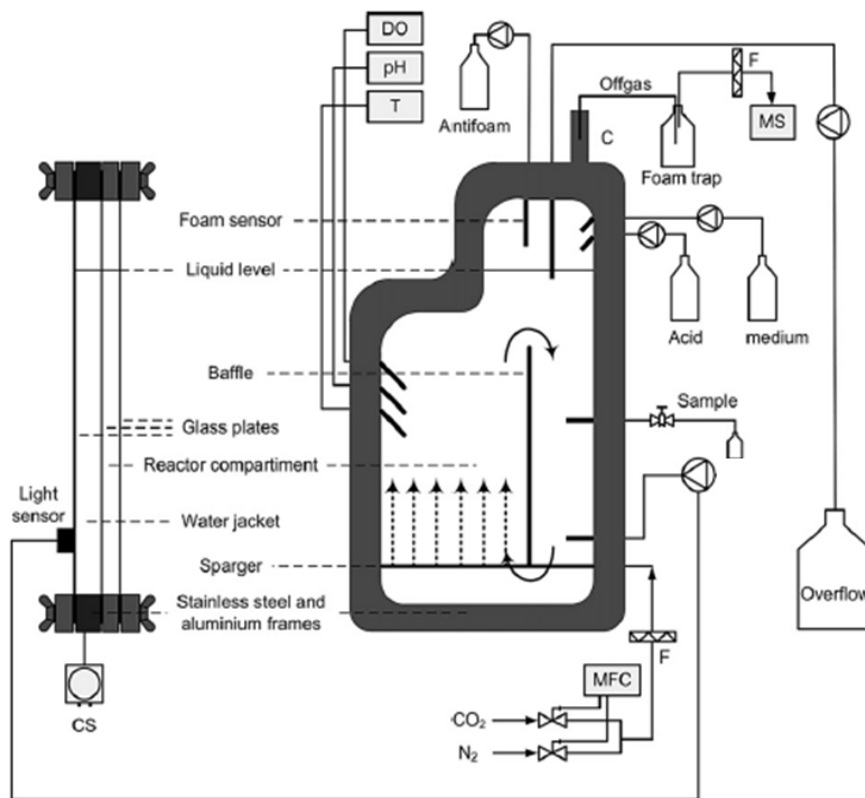 DO
pH
T
Antifoam
Offgas
F
C
MS
Foam trap
Foam sensor
Liquid level
Acid
medium
Baffle
Sample
Glass plates
Reactor compartiment
Light
sensor
Water jacket
Sparger
Overflow
Stainless steel and
aluminium frames
F
MFC
CS
CO₂
N₂